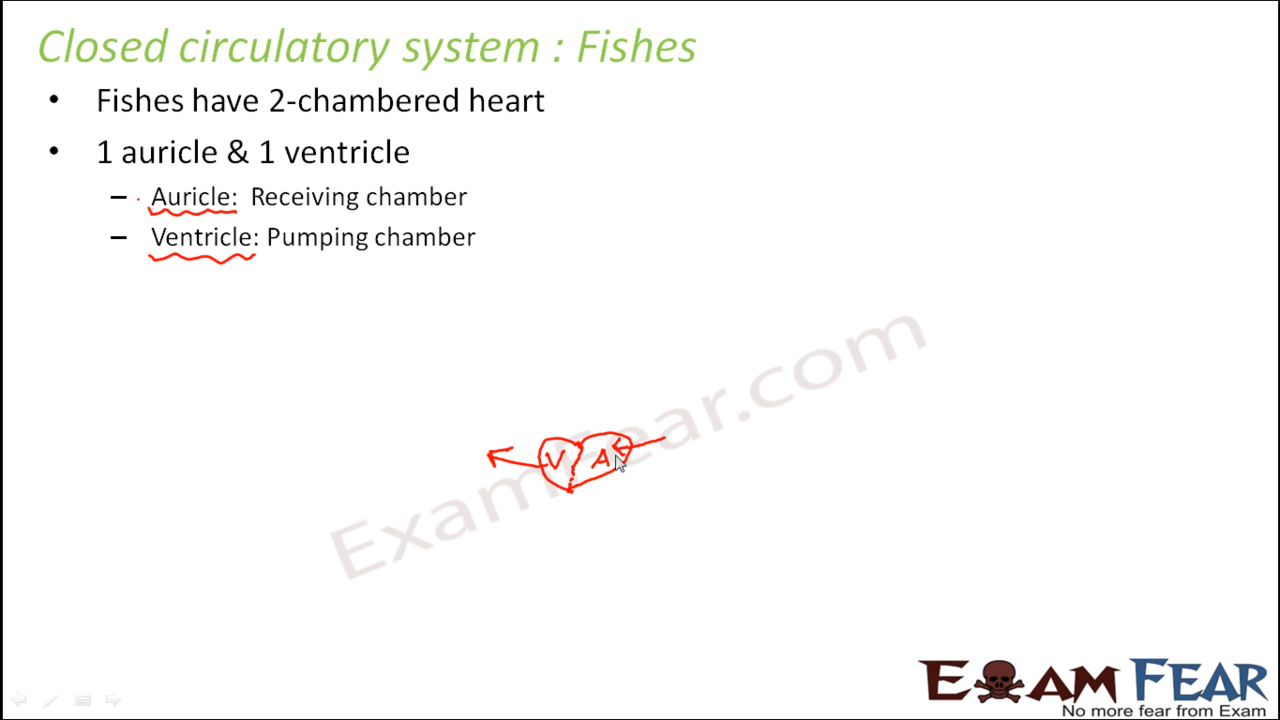 Closed circulatory system : Fishes
• Fishes have 2-chambered heart
• 1 auricle & 1 ventricle
– Auricle: Receiving chamber
– Ventricle: Pumping chamber
ExamFear.com
V A
EXAM FEAR
No more fear from Exam